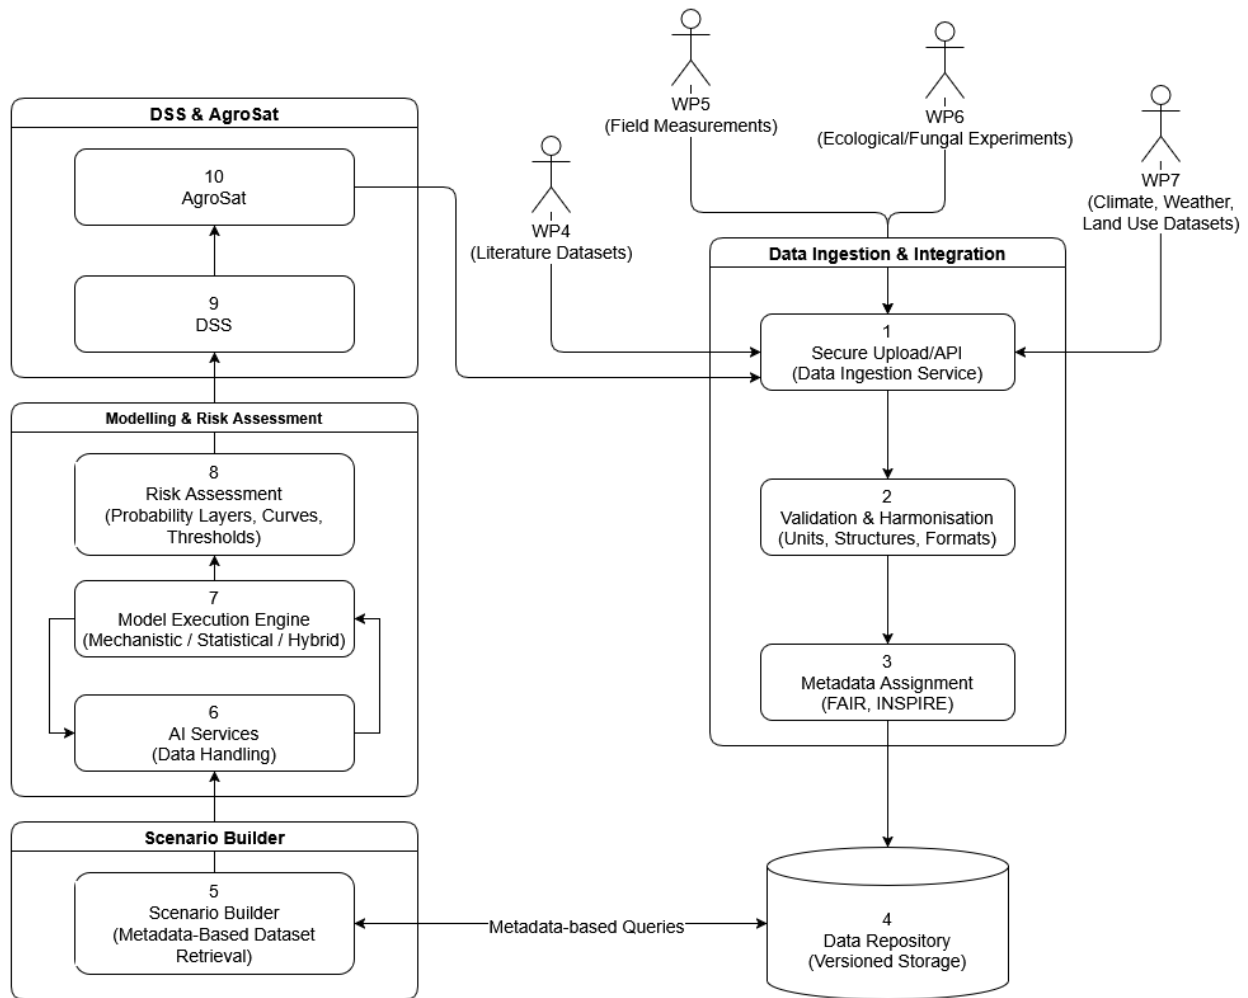 WP5
(Field Measurements)
WP6
(Ecological/Fungal Experiments)
WP4
(Literature Datasets)
WP7
(Climate, Weather,
Land Use Datasets)
DSS & AgroSat
10
AgroSat
9
DSS
Modelling & Risk Assessment
8
Risk Assessment
(Probability Layers, Curves,
Thresholds)
7
Model Execution Engine
(Mechanistic / Statistical / Hybrid)
6
AI Services
(Data Handling)
Scenario Builder
5
Scenario Builder
(Metadata-Based Dataset
Retrieval)
Metadata-based Queries
Data Ingestion & Integration
1
Secure Upload/API
(Data Ingestion Service)
2
Validation & Harmonisation
(Units, Structures, Formats)
3
Metadata Assignment
(FAIR, INSPIRE)
4
Data Repository
(Versioned Storage)